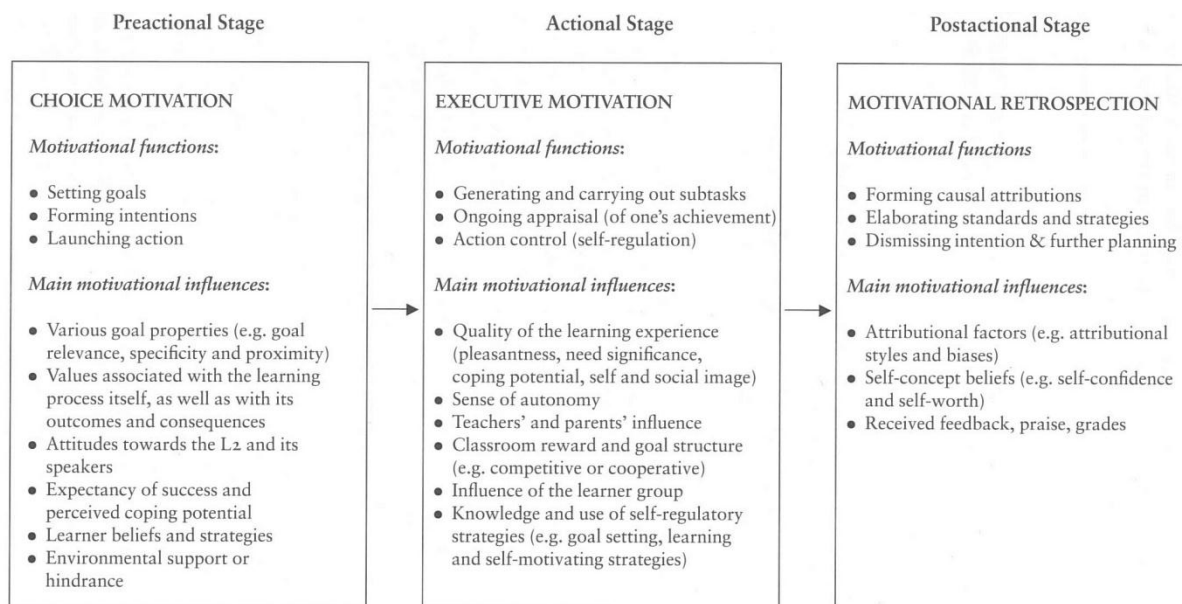 Preactional Stage
Actional Stage
Postactional Stage
CHOICE MOTIVATION
Motivational functions:
● Setting goals
● Forming intentions
● Launching action
Main motivational influences:
● Various goal properties (e.g. goal
relevance, specificity and proximity)
● Values associated with the learning
process itself, as well as with its
outcomes and consequences
● Attitudes towards the L2 and its
speakers
● Expectancy of success and
perceived coping potential
● Learner beliefs and strategies
● Environmental support or
hindrance
EXECUTIVE MOTIVATION
Motivational functions:
● Generating and carrying out subtasks
● Ongoing appraisal (of one's achievement)
● Action control (self-regulation)
Main motivational influences:
● Quality of the learning experience
(pleasantness, need significance,
coping potential, self and social image)
● Sense of autonomy
● Teachers' and parents' influence
● Classroom reward and goal structure
(e.g. competitive or cooperative)
● Influence of the learner group
● Knowledge and use of self-regulatory
strategies (e.g. goal setting, learning
and self-motivating strategies)
MOTIVATIONAL RETROSPECTION
Motivational functions
● Forming causal attributions
● Elaborating standards and strategies
● Dismissing intention & further planning
Main motivational influences:
● Attributional factors (e.g. attributional
styles and biases)
● Self-concept beliefs (e.g. self-confidence
and self-worth)
● Received feedback, praise, grades